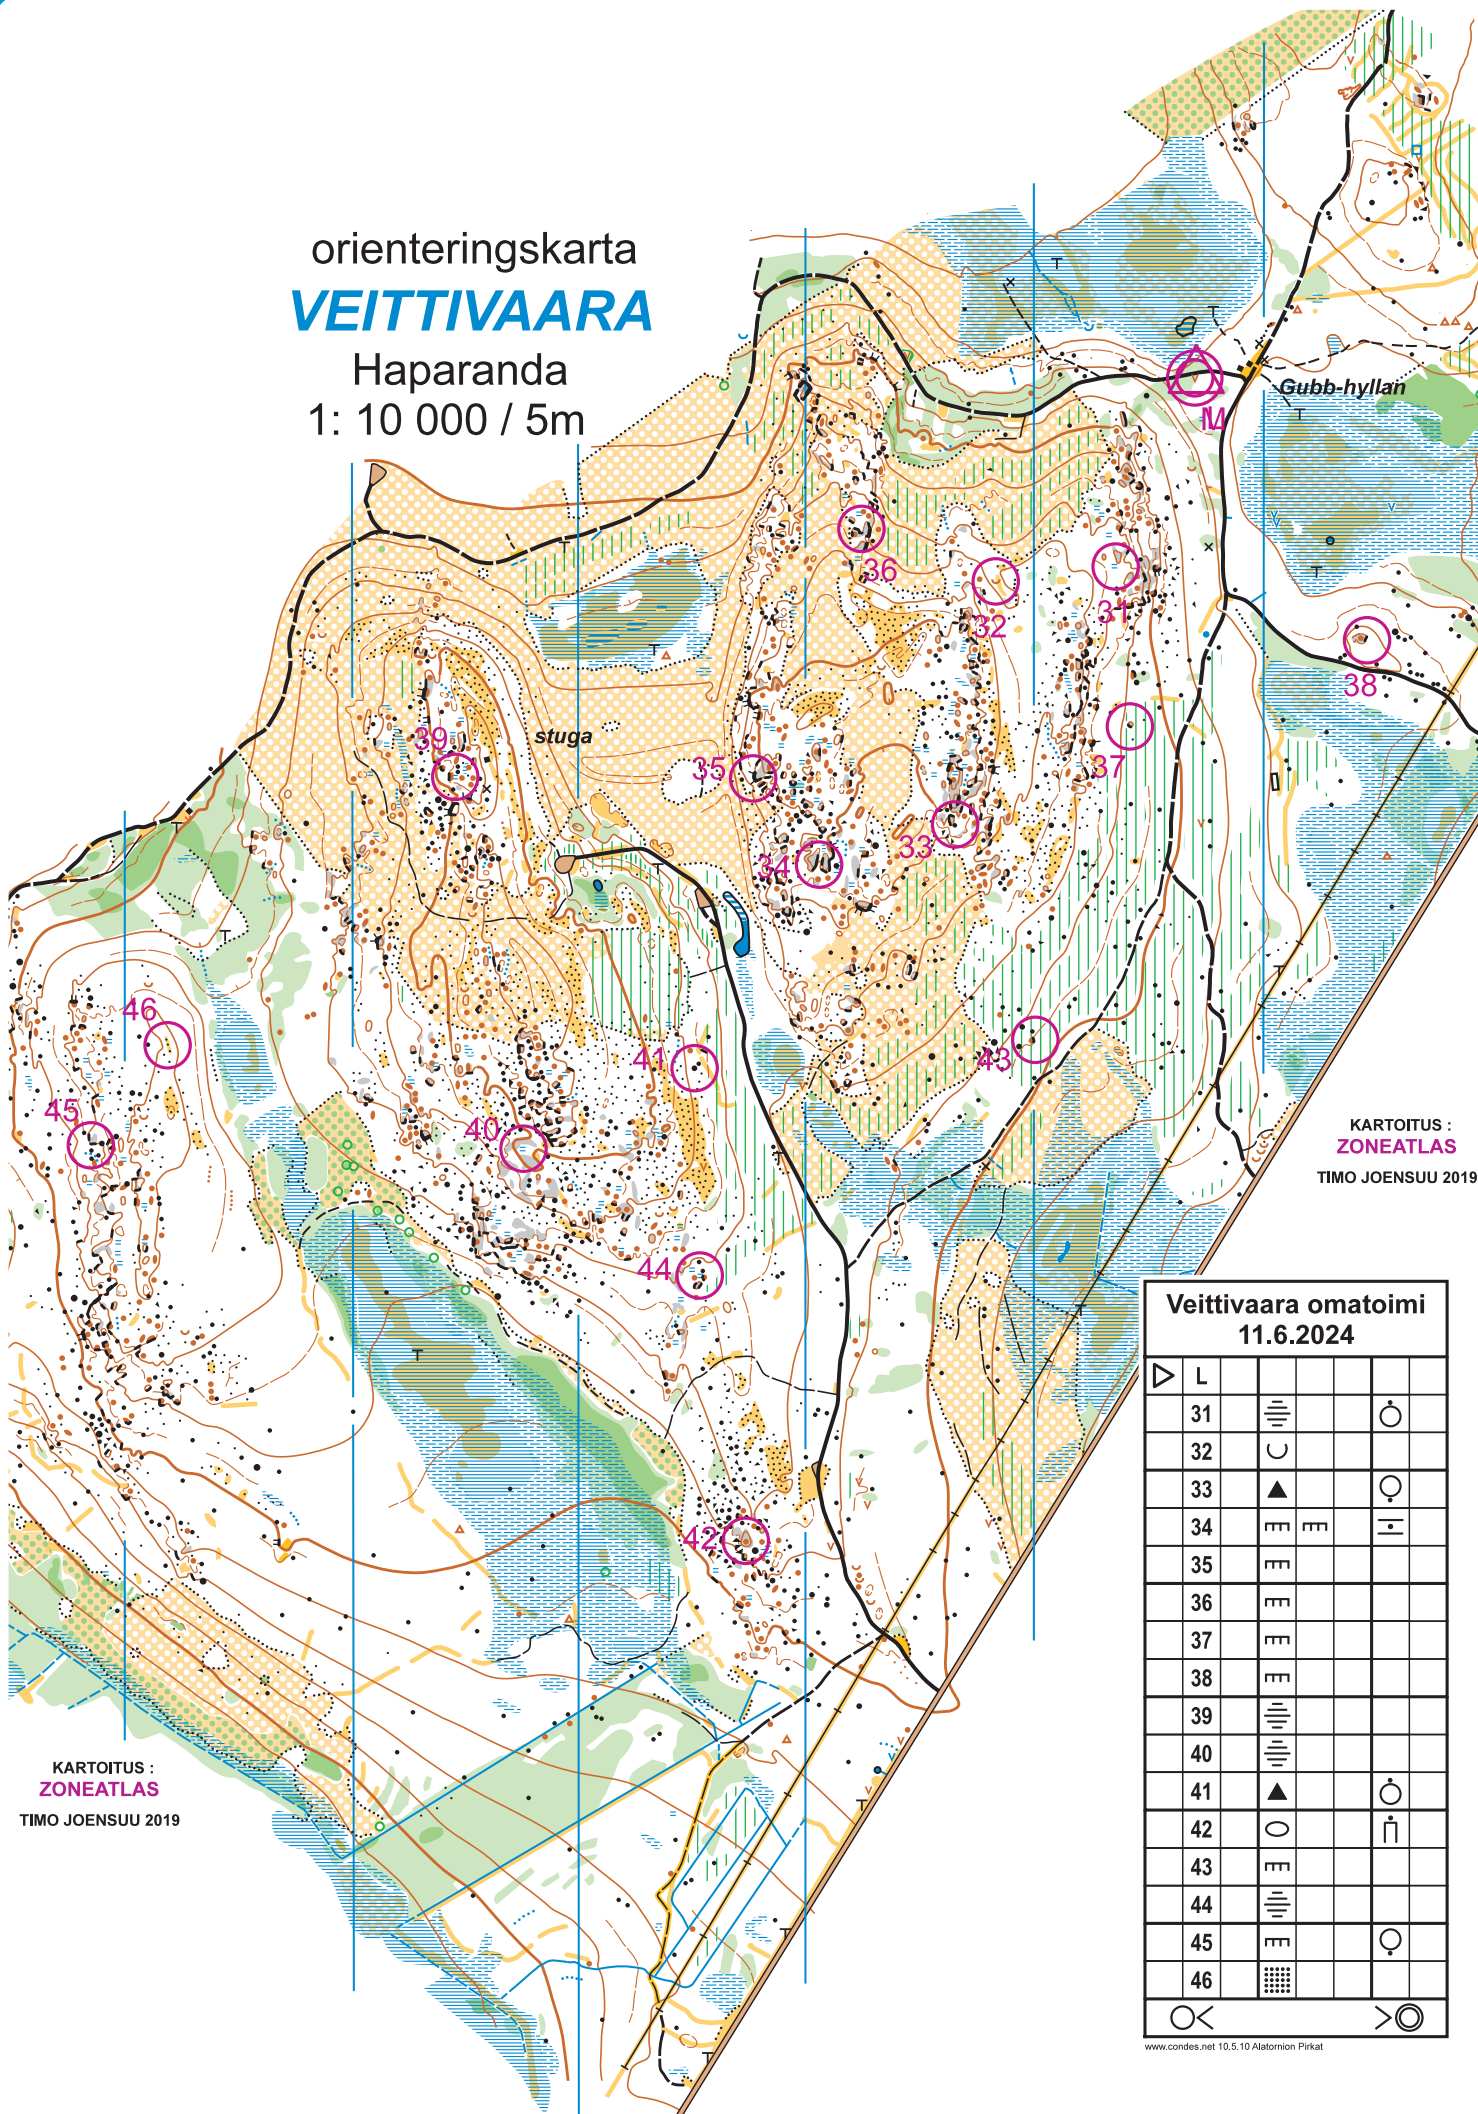 orienteringskarta
VEITTIVAARA
Haparanda
1: 10 000 / 5m
Gubb-hyllan
M
36
32
31
38
39
stuga
35
37
33
34
46
41
43
45
40
44
42
KARTOITUS :
ZONEATLAS
TIMO JOENSUU 2019
KARTOITUS :
ZONEATLAS
TIMO JOENSUU 2019
Veittivaara omatoimi
11.6.2024
L
31
32
33
34
35
36
37
38
39
40
41
42
43
44
45
46
www.condes.net 10.5.10 Alatornion Pirkat